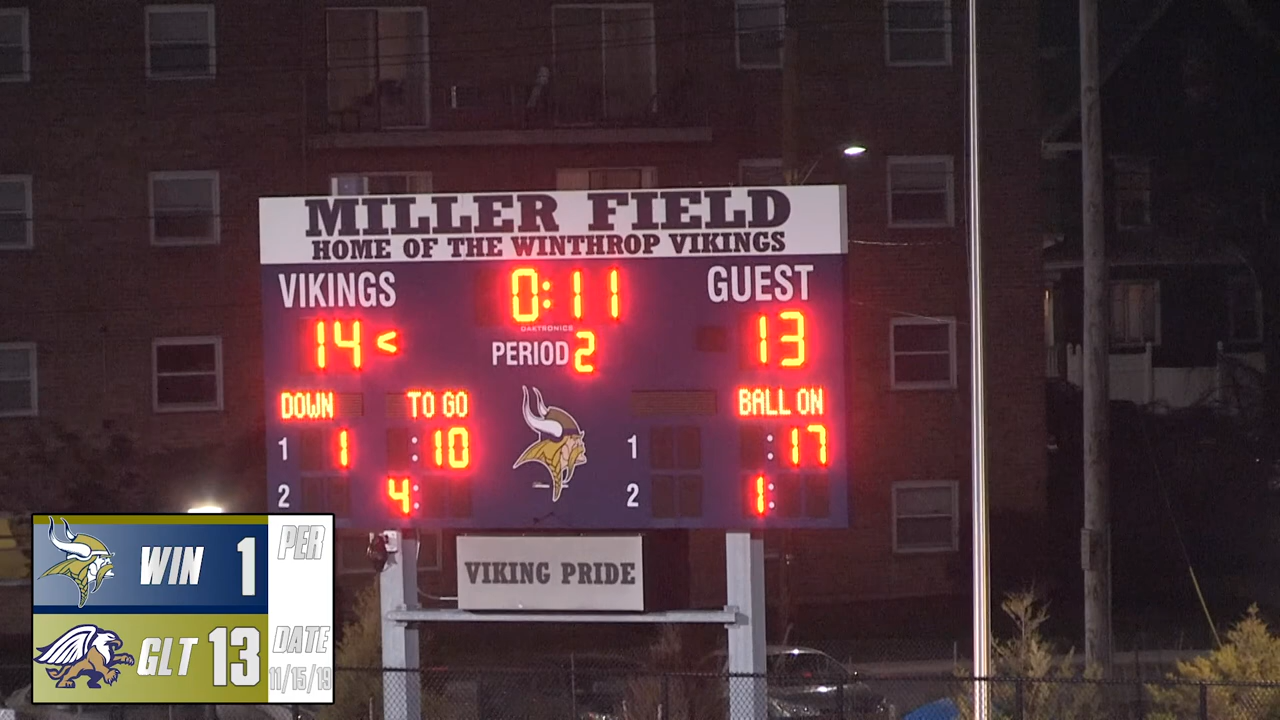 MILLER FIELD
HOME OF THE WINTHROP VIKINGS
VIKINGS 0:11 GUEST
DAKTRONICS
14< PERIOD 2 13
DOWN TO GO BALL ON
1 1 :10 1 :17
2 4: 2 1:
VIKING PRIDE
WIN 1 PER
GLT 13 DATE
11/15/19